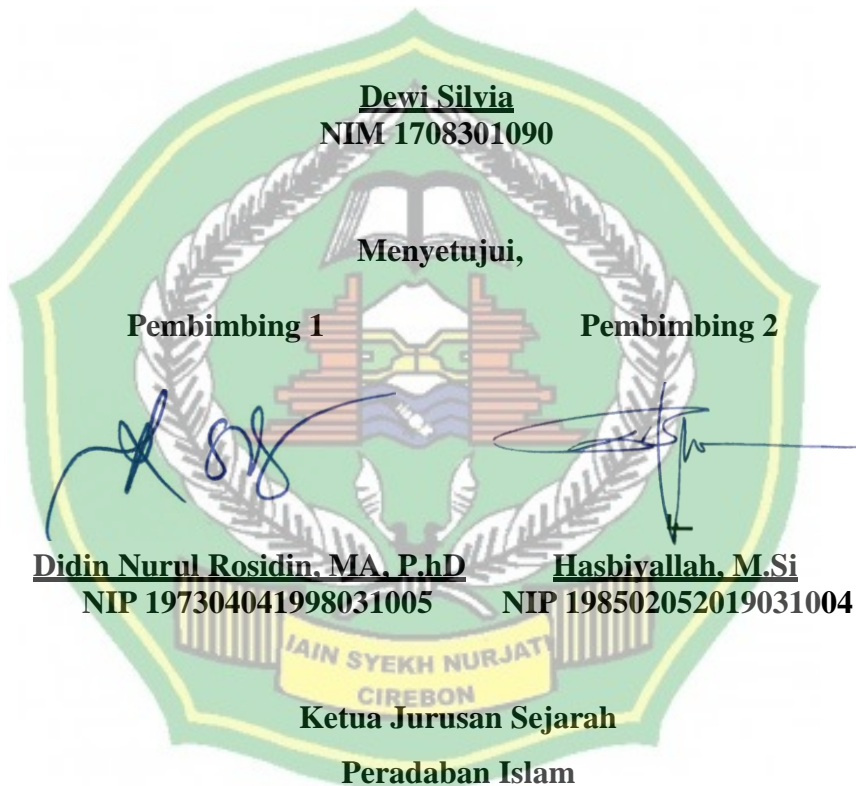 Dewi Silvia
NIM 1708301090
Menyetujui,
Pembimbing 1 Pembimbing 2
Didin Nurul Rosidin, MA, P.hD Hasbiyallah, M.Si
NIP 197304041998031005 NIP 198502052019031004
IAIN SYEKH NURJATI
CIREBON
Ketua Jurusan Sejarah
Peradaban Islam